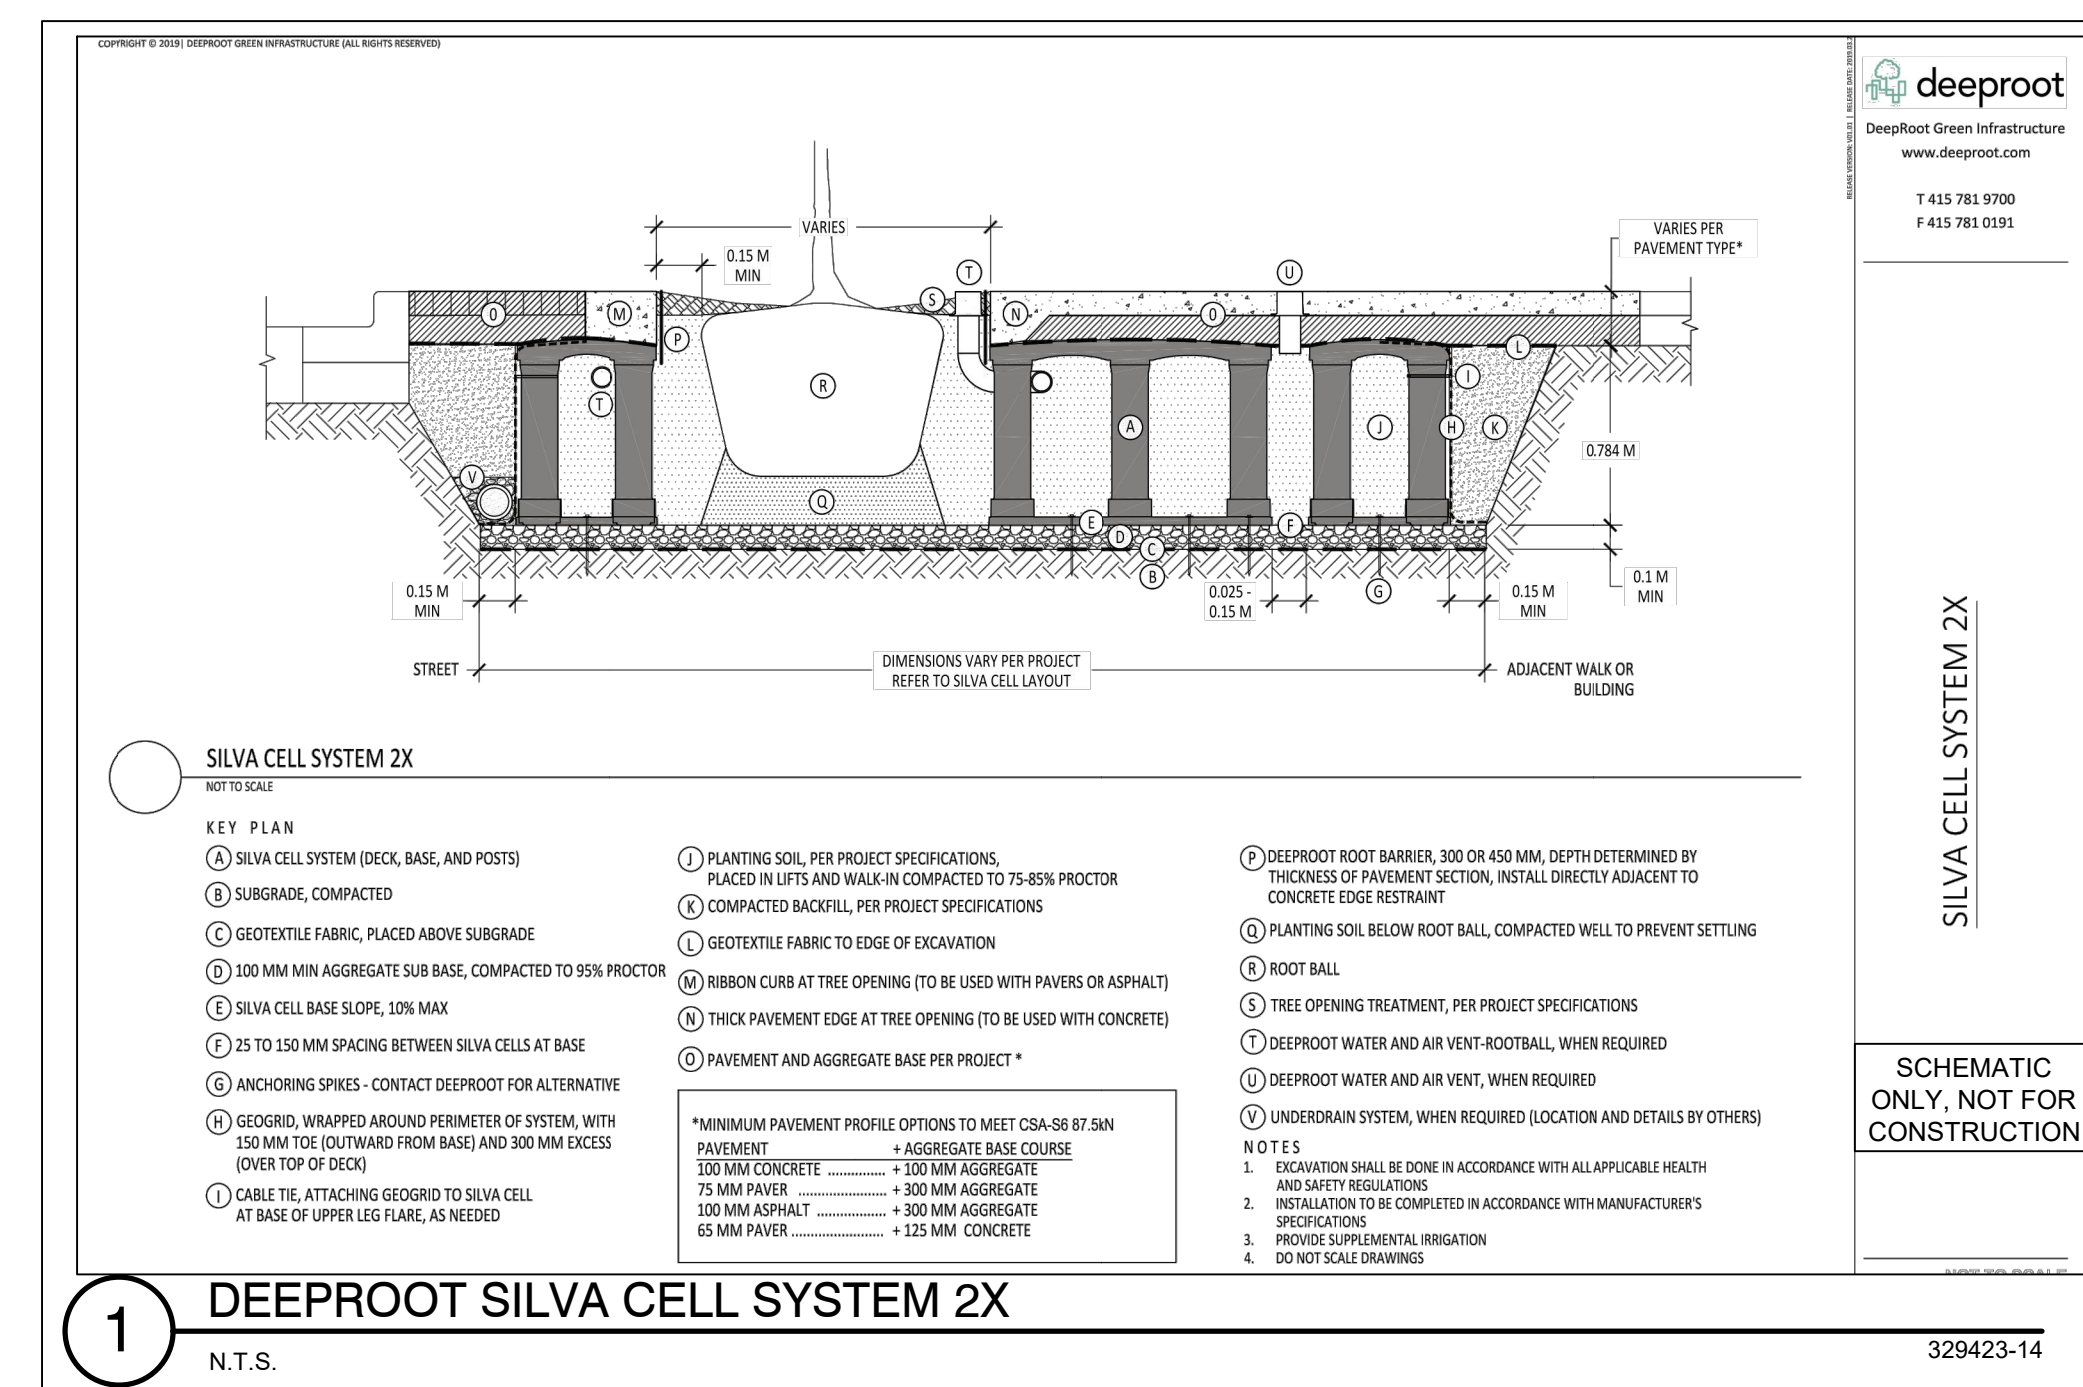 COPYRIGHT © 2019| DEEPROOT GREEN INFRASTRUCTURE (ALL RIGHTS RESERVED)
RELEASE VERSION: V01.01 | RELEASE DATE: 2019.03.2
deeproot
DeepRoot Green Infrastructure
www.deeproot.com
T 415 781 9700
F 415 781 0191
VARIES
VARIES PER
PAVEMENT TYPE*
0.15 M
MIN
T
U
S
O
M
N
O
P
L
R
T
I
A
J
H
K
0.784 M
V
Q
E
F
D
C
B
G
0.15 M
MIN
0.025 -
0.15 M
0.15 M
MIN
0.1 M
MIN
STREET
DIMENSIONS VARY PER PROJECT
REFER TO SILVA CELL LAYOUT
ADJACENT WALK OR
BUILDING
SILVA CELL SYSTEM 2X
SILVA CELL SYSTEM 2X
NOT TO SCALE
KEY PLAN
A SILVA CELL SYSTEM (DECK, BASE, AND POSTS)
B SUBGRADE, COMPACTED
C GEOTEXTILE FABRIC, PLACED ABOVE SUBGRADE
D 100 MM MIN AGGREGATE SUB BASE, COMPACTED TO 95% PROCTOR
E SILVA CELL BASE SLOPE, 10% MAX
F 25 TO 150 MM SPACING BETWEEN SILVA CELLS AT BASE
G ANCHORING SPIKES - CONTACT DEEPROOT FOR ALTERNATIVE
H GEOGRID, WRAPPED AROUND PERIMETER OF SYSTEM, WITH
150 MM TOE (OUTWARD FROM BASE) AND 300 MM EXCESS
(OVER TOP OF DECK)
I CABLE TIE, ATTACHING GEOGRID TO SILVA CELL
AT BASE OF UPPER LEG FLARE, AS NEEDED
J PLANTING SOIL, PER PROJECT SPECIFICATIONS,
PLACED IN LIFTS AND WALK-IN COMPACTED TO 75-85% PROCTOR
K COMPACTED BACKFILL, PER PROJECT SPECIFICATIONS
L GEOTEXTILE FABRIC TO EDGE OF EXCAVATION
M RIBBON CURB AT TREE OPENING (TO BE USED WITH PAVERS OR ASPHALT)
N THICK PAVEMENT EDGE AT TREE OPENING (TO BE USED WITH CONCRETE)
O PAVEMENT AND AGGREGATE BASE PER PROJECT *
*MINIMUM PAVEMENT PROFILE OPTIONS TO MEET CSA-S6 87.5kN
PAVEMENT + AGGREGATE BASE COURSE
100 MM CONCRETE ............... + 100 MM AGGREGATE
75 MM PAVER ....................... + 300 MM AGGREGATE
100 MM ASPHALT .................. + 300 MM AGGREGATE
65 MM PAVER ........................ + 125 MM CONCRETE
P DEEPROOT ROOT BARRIER, 300 OR 450 MM, DEPTH DETERMINED BY
THICKNESS OF PAVEMENT SECTION, INSTALL DIRECTLY ADJACENT TO
CONCRETE EDGE RESTRAINT
Q PLANTING SOIL BELOW ROOT BALL, COMPACTED WELL TO PREVENT SETTLING
R ROOT BALL
S TREE OPENING TREATMENT, PER PROJECT SPECIFICATIONS
T DEEPROOT WATER AND AIR VENT-ROOTBALL, WHEN REQUIRED
U DEEPROOT WATER AND AIR VENT, WHEN REQUIRED
V UNDERDRAIN SYSTEM, WHEN REQUIRED (LOCATION AND DETAILS BY OTHERS)
NOTES
1. EXCAVATION SHALL BE DONE IN ACCORDANCE WITH ALL APPLICABLE HEALTH
AND SAFETY REGULATIONS
2. INSTALLATION TO BE COMPLETED IN ACCORDANCE WITH MANUFACTURER'S
SPECIFICATIONS
3. PROVIDE SUPPLEMENTAL IRRIGATION
4. DO NOT SCALE DRAWINGS
SCHEMATIC
ONLY, NOT FOR
CONSTRUCTION
NOT TO SCALE
1
DEEPROOT SILVA CELL SYSTEM 2X
N.T.S.
329423-14